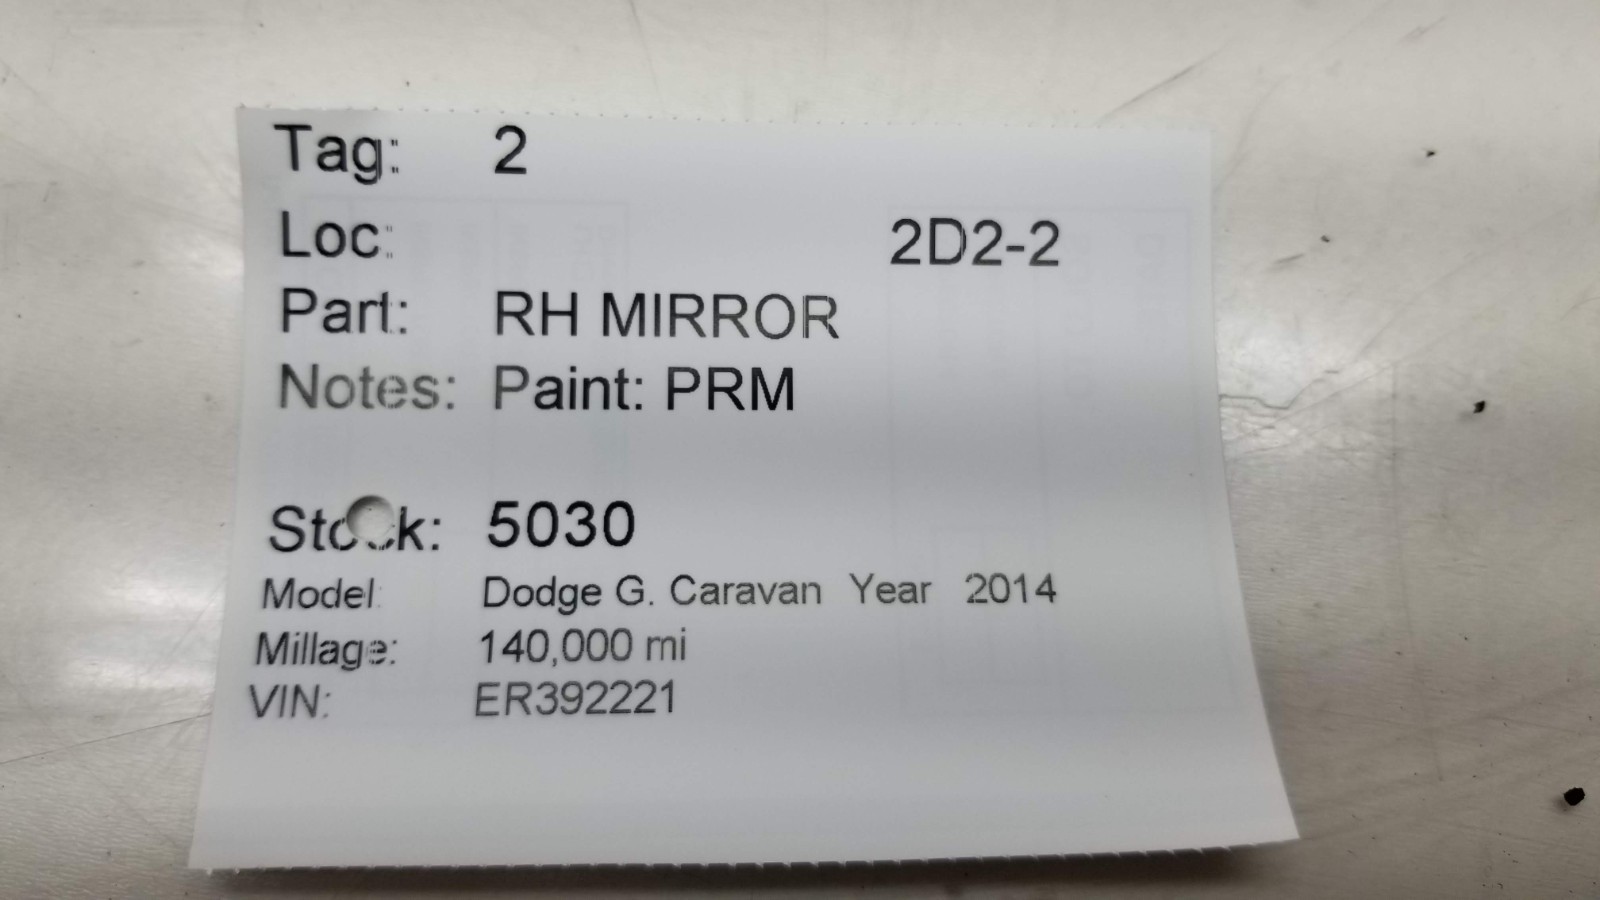 Tag: 2
Loc: 2D2-2
Part: RH MIRROR
Notes: Paint: PRM
Stock: 5030
Model: Dodge G. Caravan Year 2014
Millage: 140,000 mi
VIN: ER392221